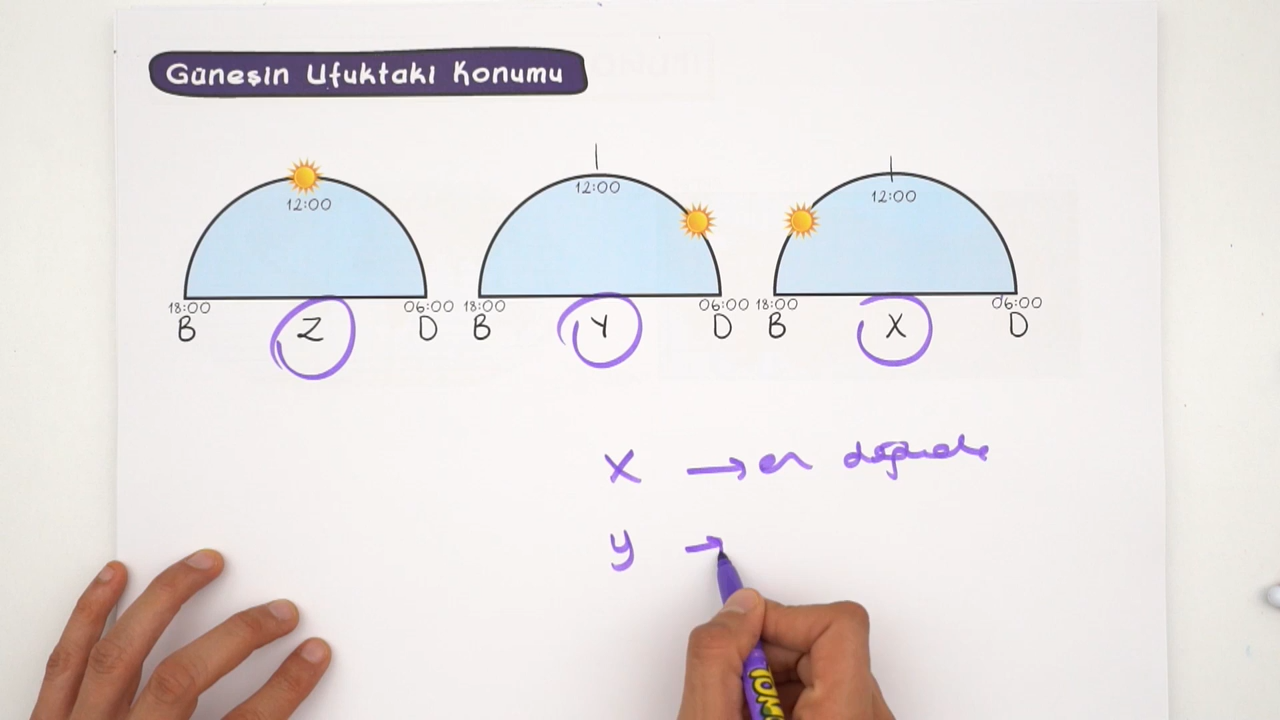 Güneşin Ufuktaki Konumu
12:00 12:00 12:00
18:00 06:00 18:00 06:00 18:00 06:00
B Z D B Y D B X D
X → en doğuda
y →